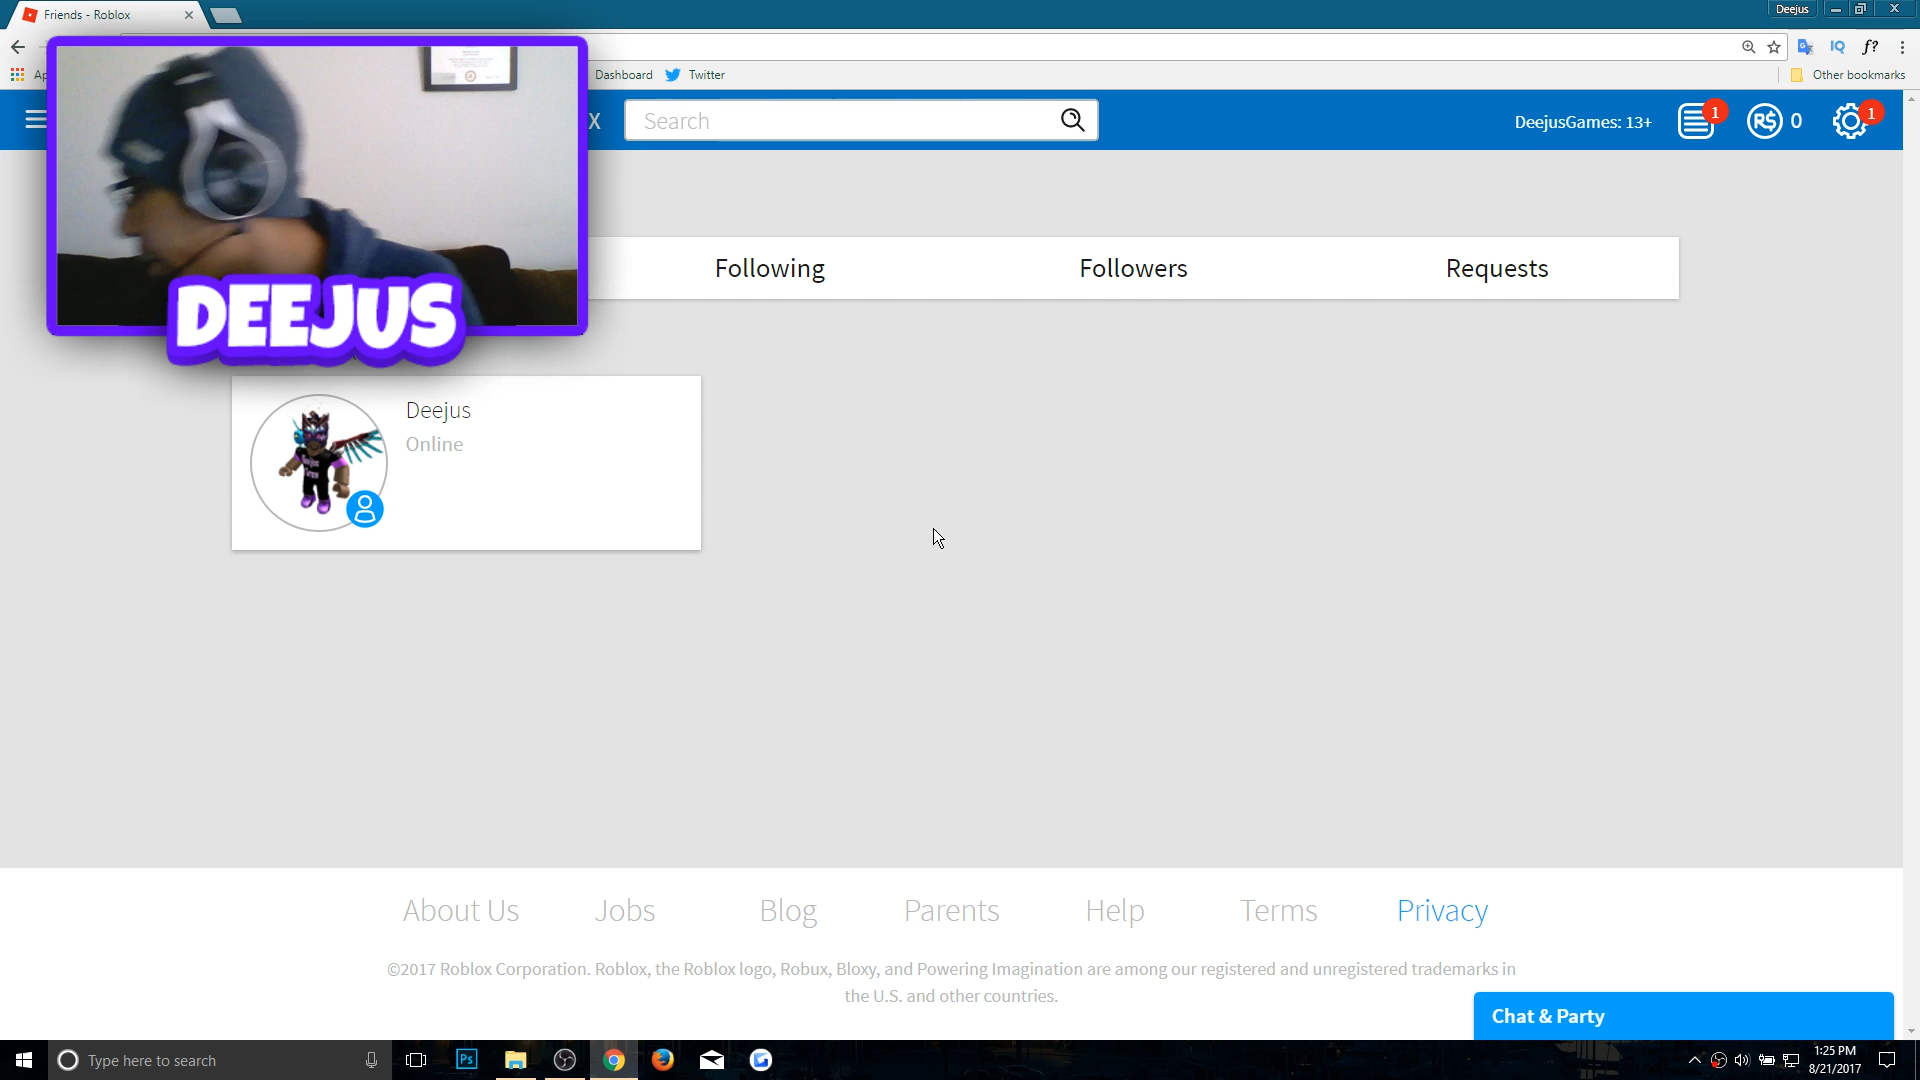 Friends - Roblox
Deejus
Dashboard
Twitter
Other bookmarks
X
Search
DeejusGames: 13+
1
R$
0
1
DEEJUS
Following
Followers
Requests
Deejus
Online
About Us
Jobs
Blog
Parents
Help
Terms
Privacy
©2017 Roblox Corporation. Roblox, the Roblox logo, Robux, Bloxy, and Powering Imagination are among our registered and unregistered trademarks in
the U.S. and other countries.
Chat & Party
Type here to search
Ps
1:25 PM
8/21/2017